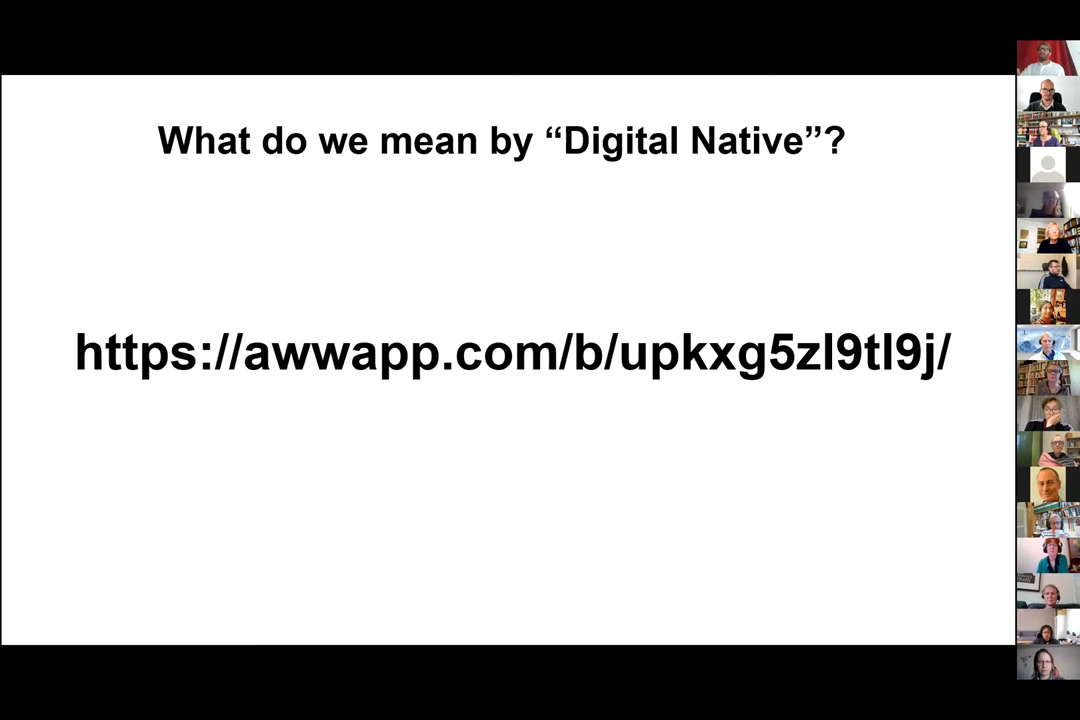 What do we mean by “Digital Native”?
https://awwapp.com/b/upkxg5zl9tl9j/